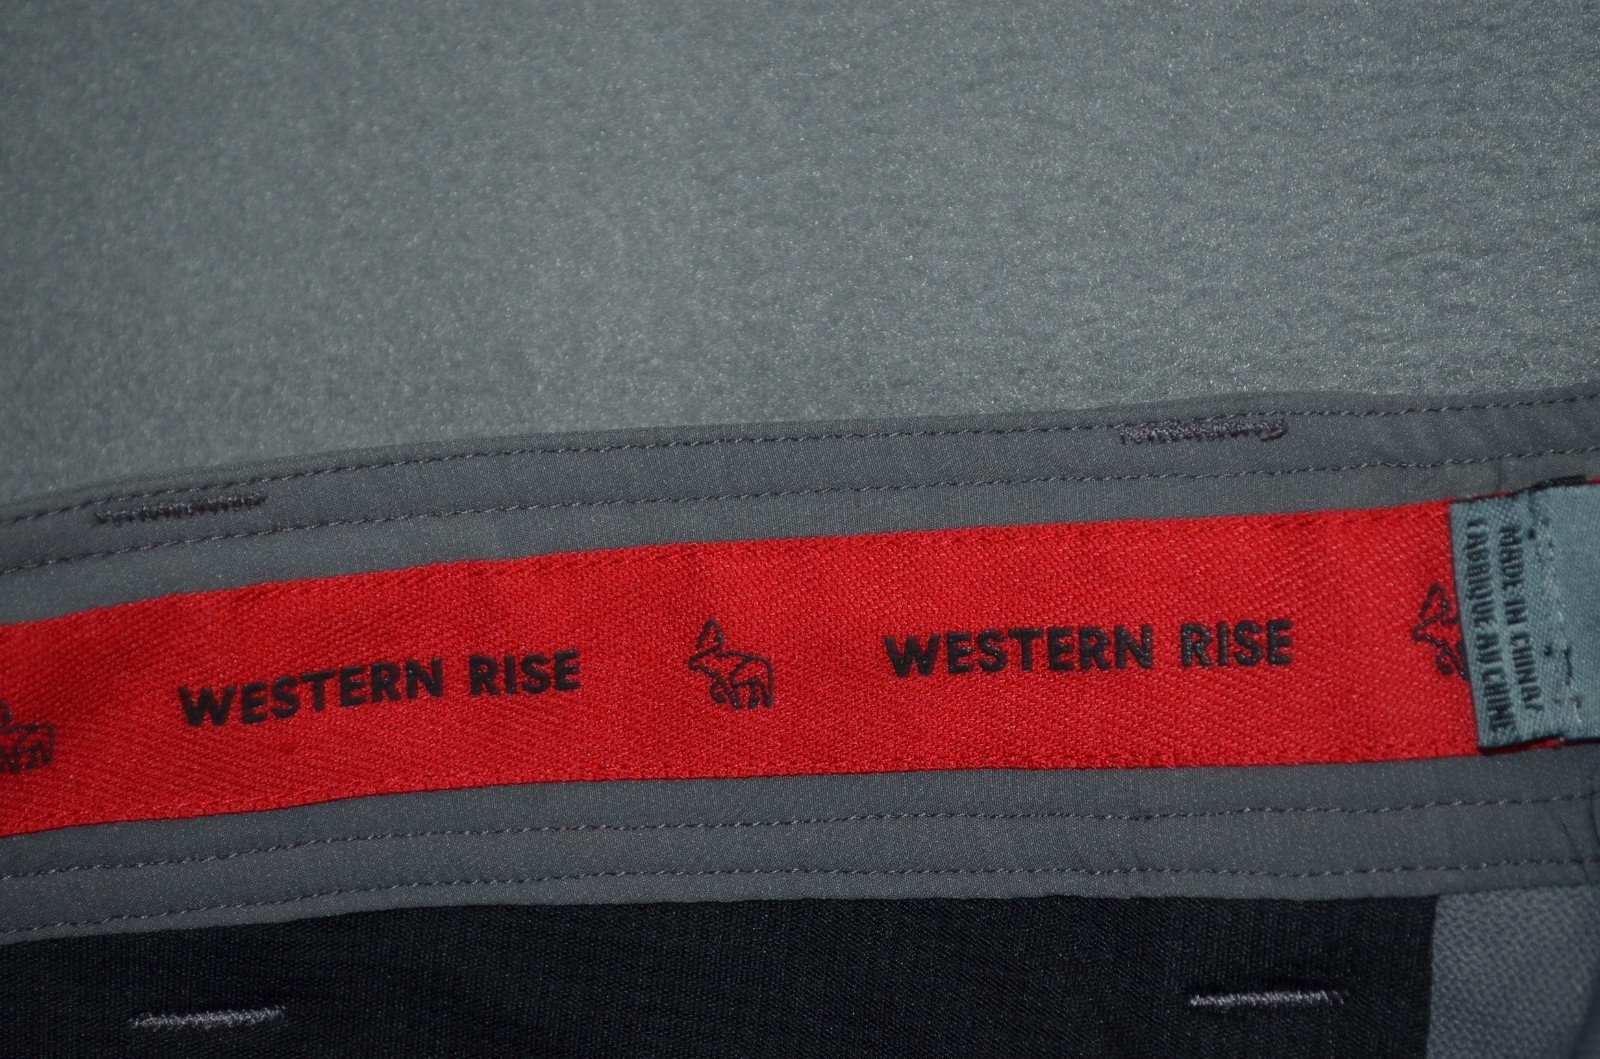 WESTERN RISE
WESTERN RISE
MADE IN CHINA/
FABRIQUE AU CHINE